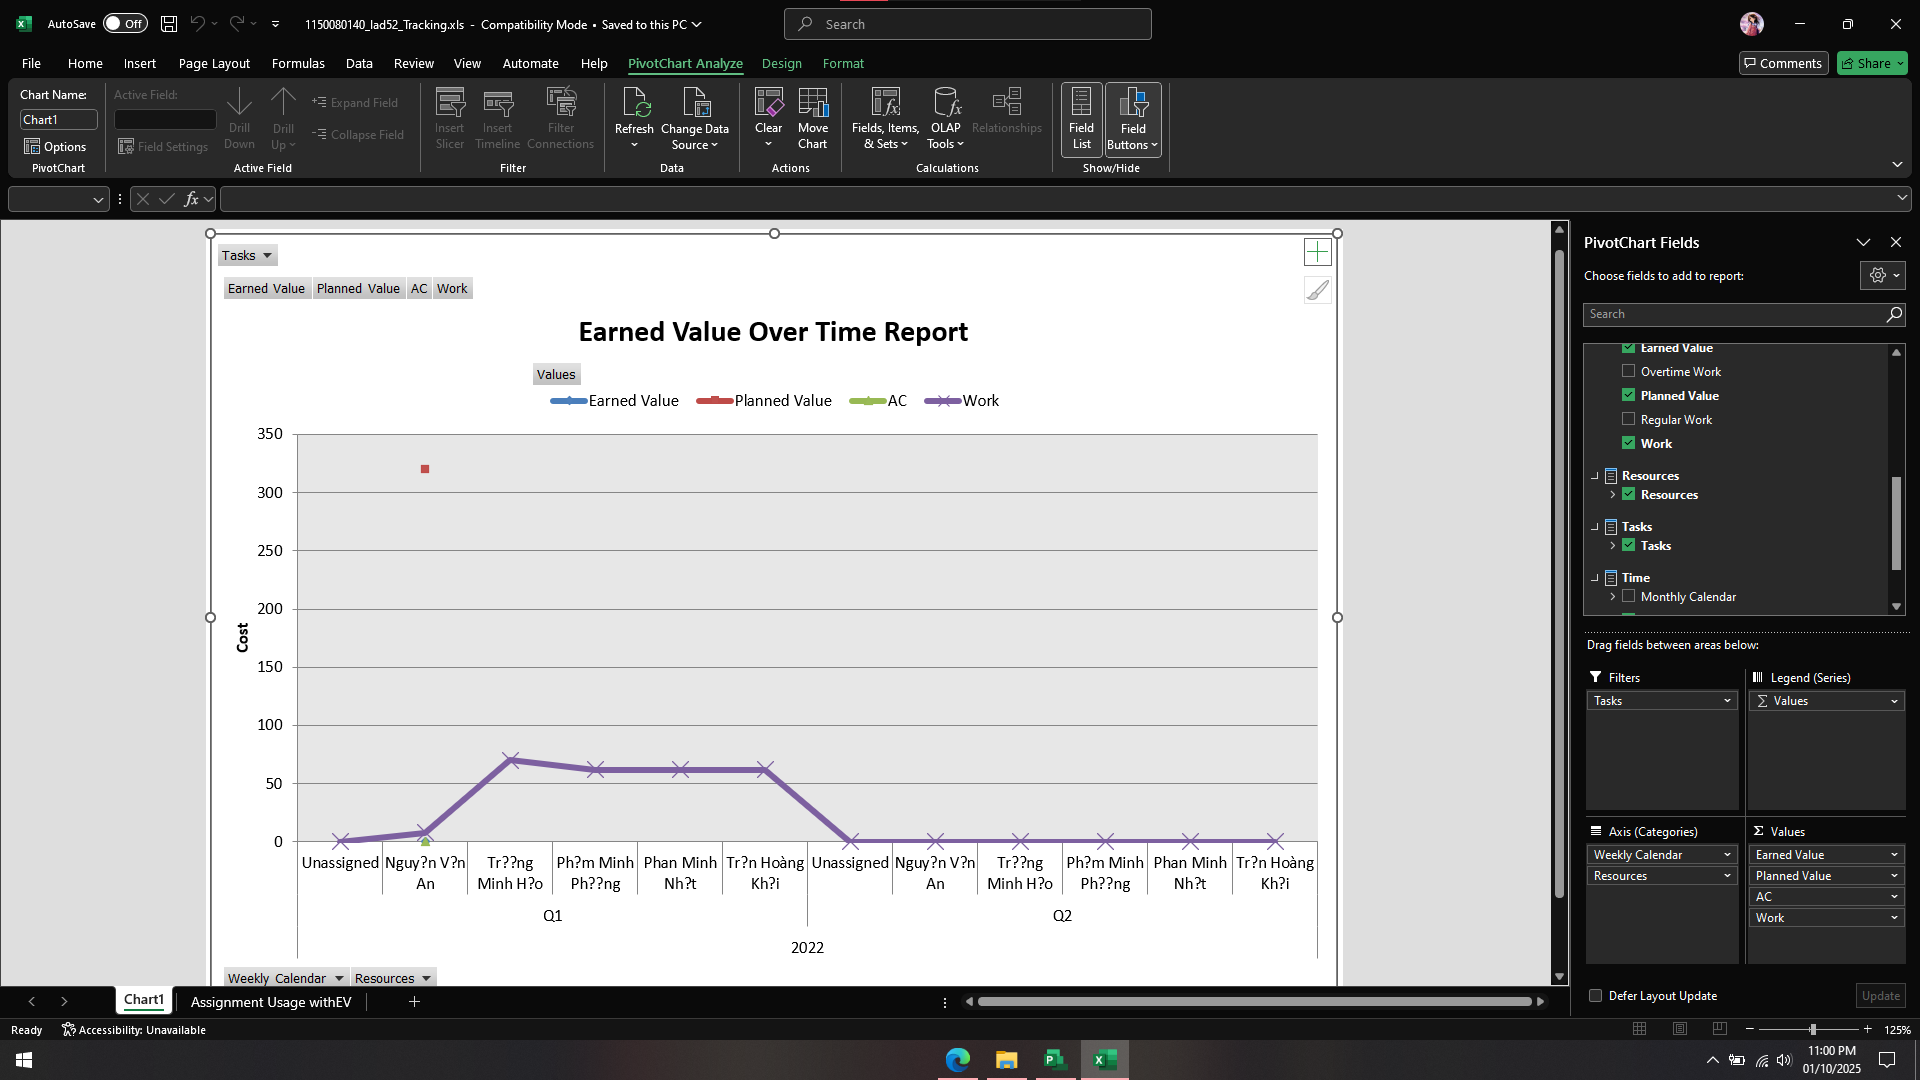 AutoSave Off 1150080140_lad52_Tracking.xls - Compatibility Mode • Saved to this PC Search
File Home Insert Page Layout Formulas Data Review View Automate Help PivotChart Analyze Design Format Comments Share
Chart Name: Active Field:
Chart1
Options Field Settings
Drill Down Drill Up
Expand Field
Collapse Field
Insert Slicer Insert Timeline Filter Connections
Refresh Change Data Source
Clear Move Chart
Fields, Items, & Sets OLAP Tools Relationships
Field List Field Buttons
PivotChart Active Field Filter Data Actions Calculations Show/Hide
fx
Tasks
Earned Value Planned Value AC Work
Earned Value Over Time Report
Values
Earned Value Planned Value AC Work
350
300
250
200
150
100
50
0
Cost
Unassigned Nguy?n V?n An Tr??ng Minh H?o Ph?m Minh Ph??ng Phan Minh Nh?t Tr?n Hoàng Kh?i Unassigned Nguy?n V?n An Tr??ng Minh H?o Ph?m Minh Ph??ng Phan Minh Nh?t Tr?n Hoàng Kh?i
Q1 Q2
2022
Weekly Calendar Resources
PivotChart Fields
Choose fields to add to report:
Search
Earned Value
Overtime Work
Planned Value
Regular Work
Work
Resources
Resources
Tasks
Tasks
Time
Monthly Calendar
Drag fields between areas below:
Filters Legend (Series)
Tasks Σ Values
Axis (Categories) Σ Values
Weekly Calendar Earned Value
Resources Planned Value
AC
Work
Defer Layout Update Update
Chart1 Assignment Usage withEV
Ready Accessibility: Unavailable 125%
11:00 PM
01/10/2025